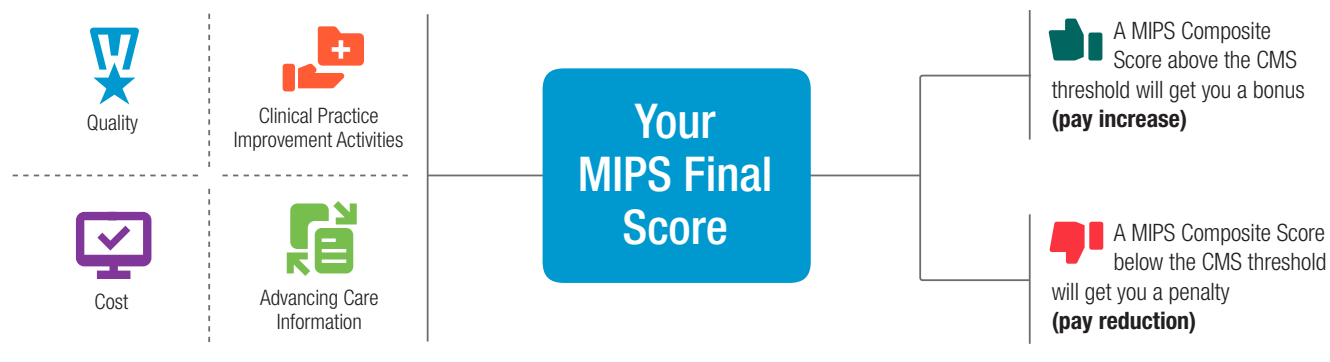 Quality
Clinical Practice
Improvement Activities
Cost
Advancing Care
Information
Your
MIPS Final
Score
A MIPS Composite
Score above the CMS
threshold will get you a bonus
(pay increase)
A MIPS Composite Score
below the CMS threshold
will get you a penalty
(pay reduction)